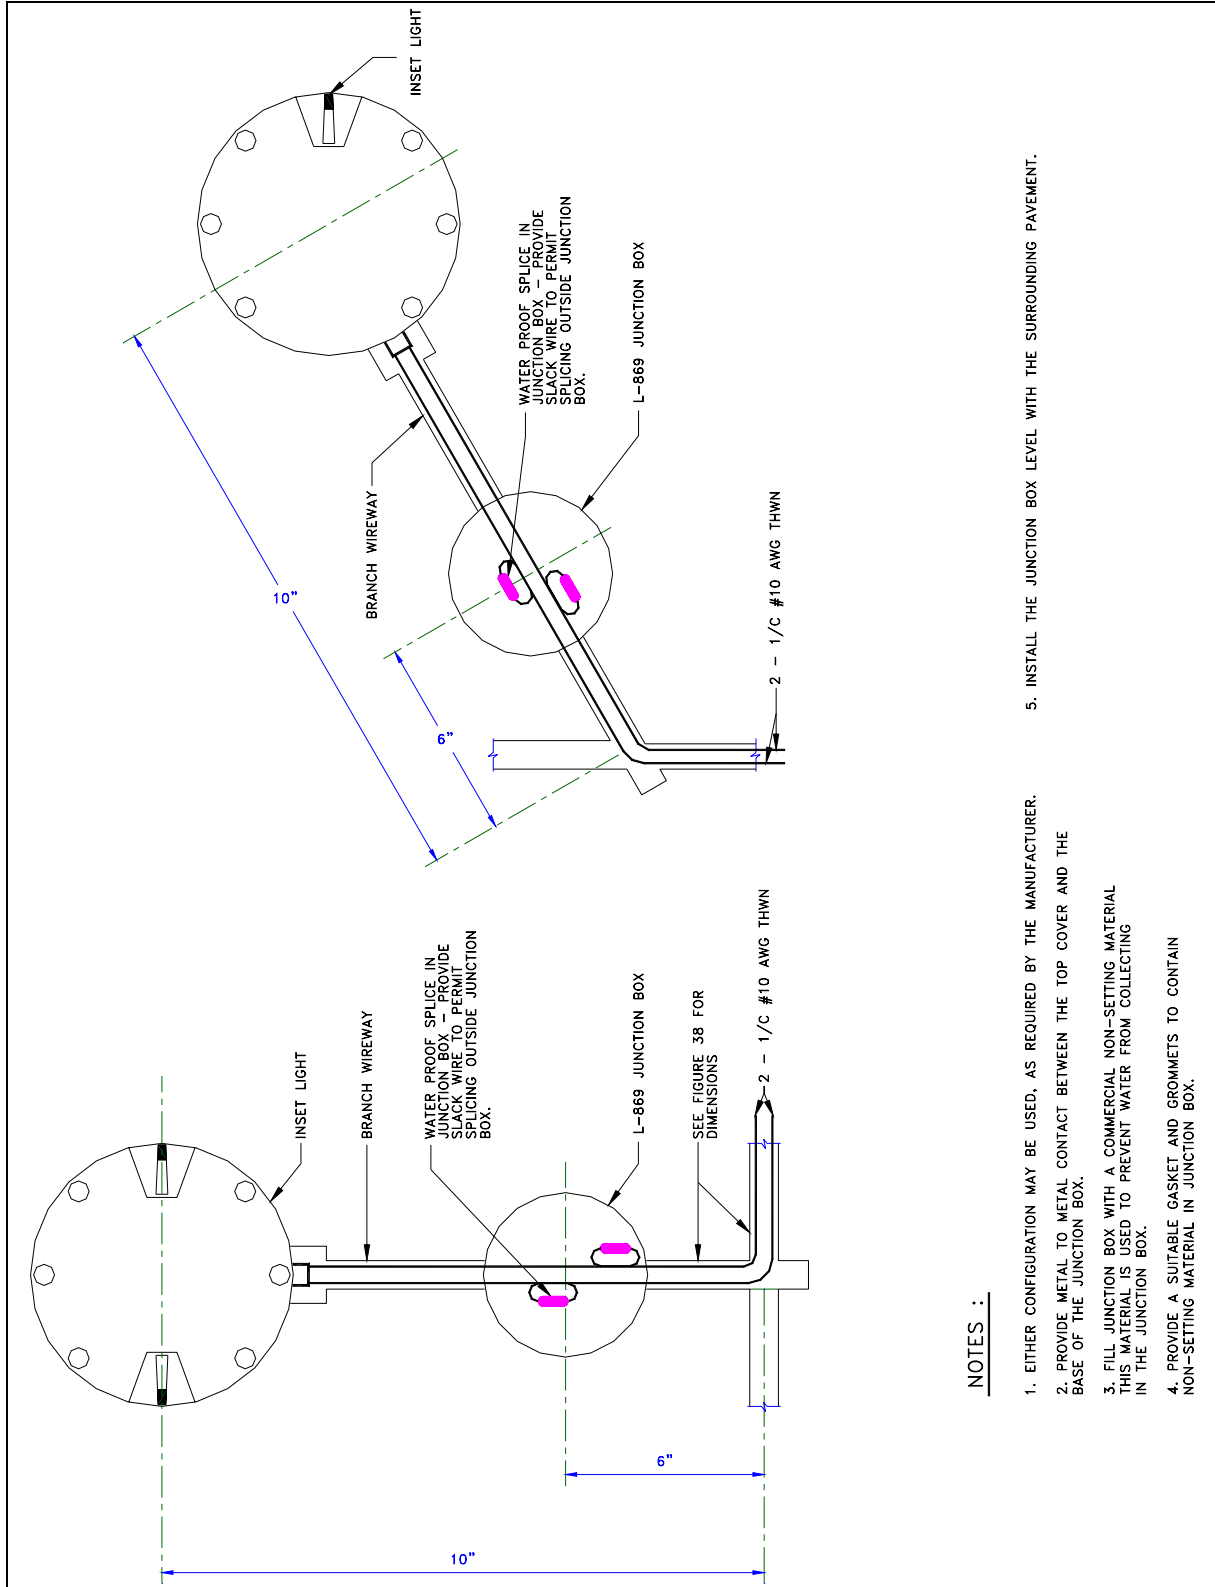 INSET LIGHT
BRANCH WIREWAY
WATER PROOF SPLICE IN
JUNCTION BOX – PROVIDE
SLACK WIRE TO PERMIT
SPLICING OUTSIDE JUNCTION
BOX.
L–869 JUNCTION BOX
SEE FIGURE 38 FOR
DIMENSIONS
2 – 1/C #10 AWG THWN
6"
10"
INSET LIGHT
BRANCH WIREWAY
WATER PROOF SPLICE IN
JUNCTION BOX – PROVIDE
SLACK WIRE TO PERMIT
SPLICING OUTSIDE JUNCTION
BOX.
L–869 JUNCTION BOX
2 – 1/C #10 AWG THWN
10"
6"
NOTES :
1. EITHER CONFIGURATION MAY BE USED, AS REQUIRED BY THE MANUFACTURER.
2. PROVIDE METAL TO METAL CONTACT BETWEEN THE TOP COVER AND THE
BASE OF THE JUNCTION BOX.
3. FILL JUNCTION BOX WITH A COMMERCIAL NON–SETTING MATERIAL
THIS MATERIAL IS USED TO PREVENT WATER FROM COLLECTING
IN THE JUNCTION BOX.
4. PROVIDE A SUITABLE GASKET AND GROMMETS TO CONTAIN
NON–SETTING MATERIAL IN JUNCTION BOX.
5. INSTALL THE JUNCTION BOX LEVEL WITH THE SURROUNDING PAVEMENT.